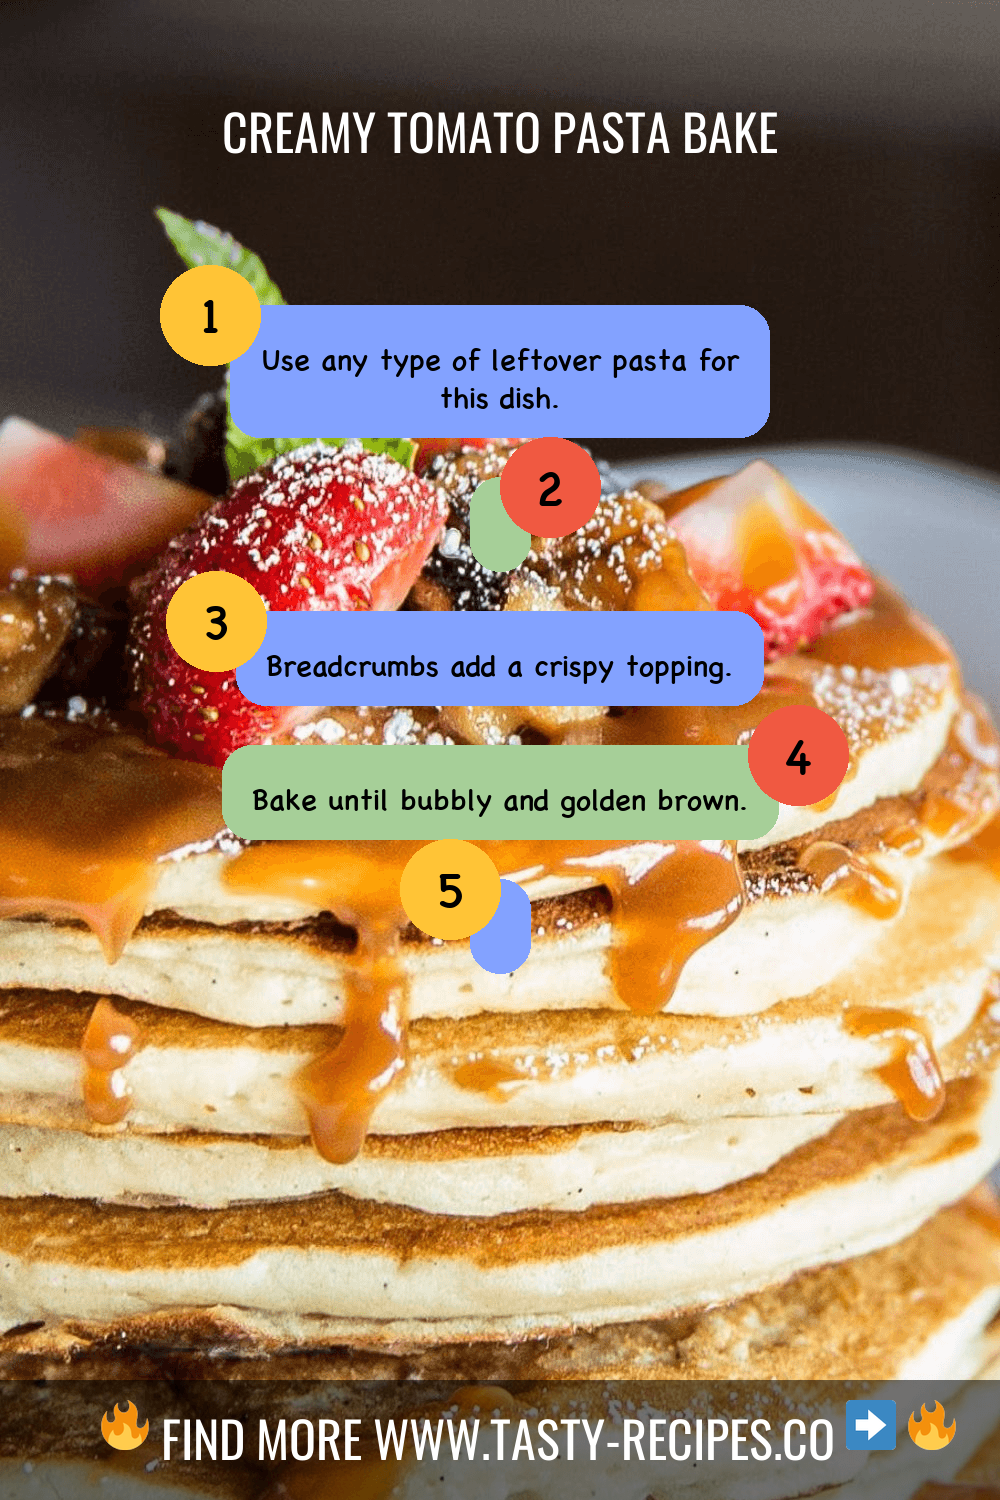 CREAMY TOMATO PASTA BAKE
1
Use any type of leftover pasta for
this dish.
2
3
Breadcrumbs add a crispy topping.
4
Bake until bubbly and golden brown.
5
FIND MORE WWW.TASTY-RECIPES.CO